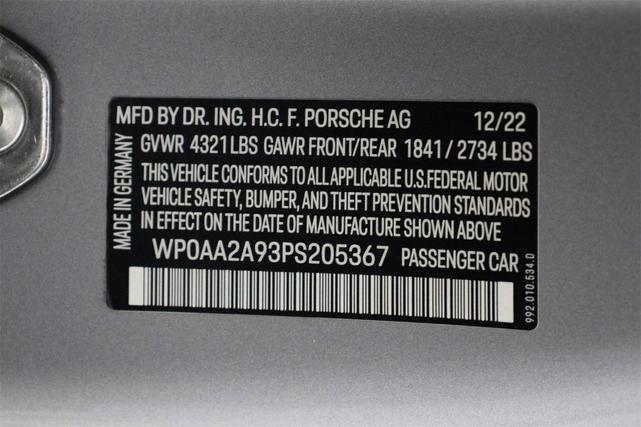 MFD BY DR. ING. H.C. F. PORSCHE AG 12/22
GVWR 4321 LBS GAWR FRONT/REAR 1841 / 2734 LBS
THIS VEHICLE CONFORMS TO ALL APPLICABLE U.S.FEDERAL MOTOR
VEHICLE SAFETY, BUMPER, AND THEFT PREVENTION STANDARDS
IN EFFECT ON THE DATE OF MANUFACTURE SHOWN ABOVE
WP0AA2A93PS205367 PASSENGER CAR
MADE IN GERMANY
992.010.534.D